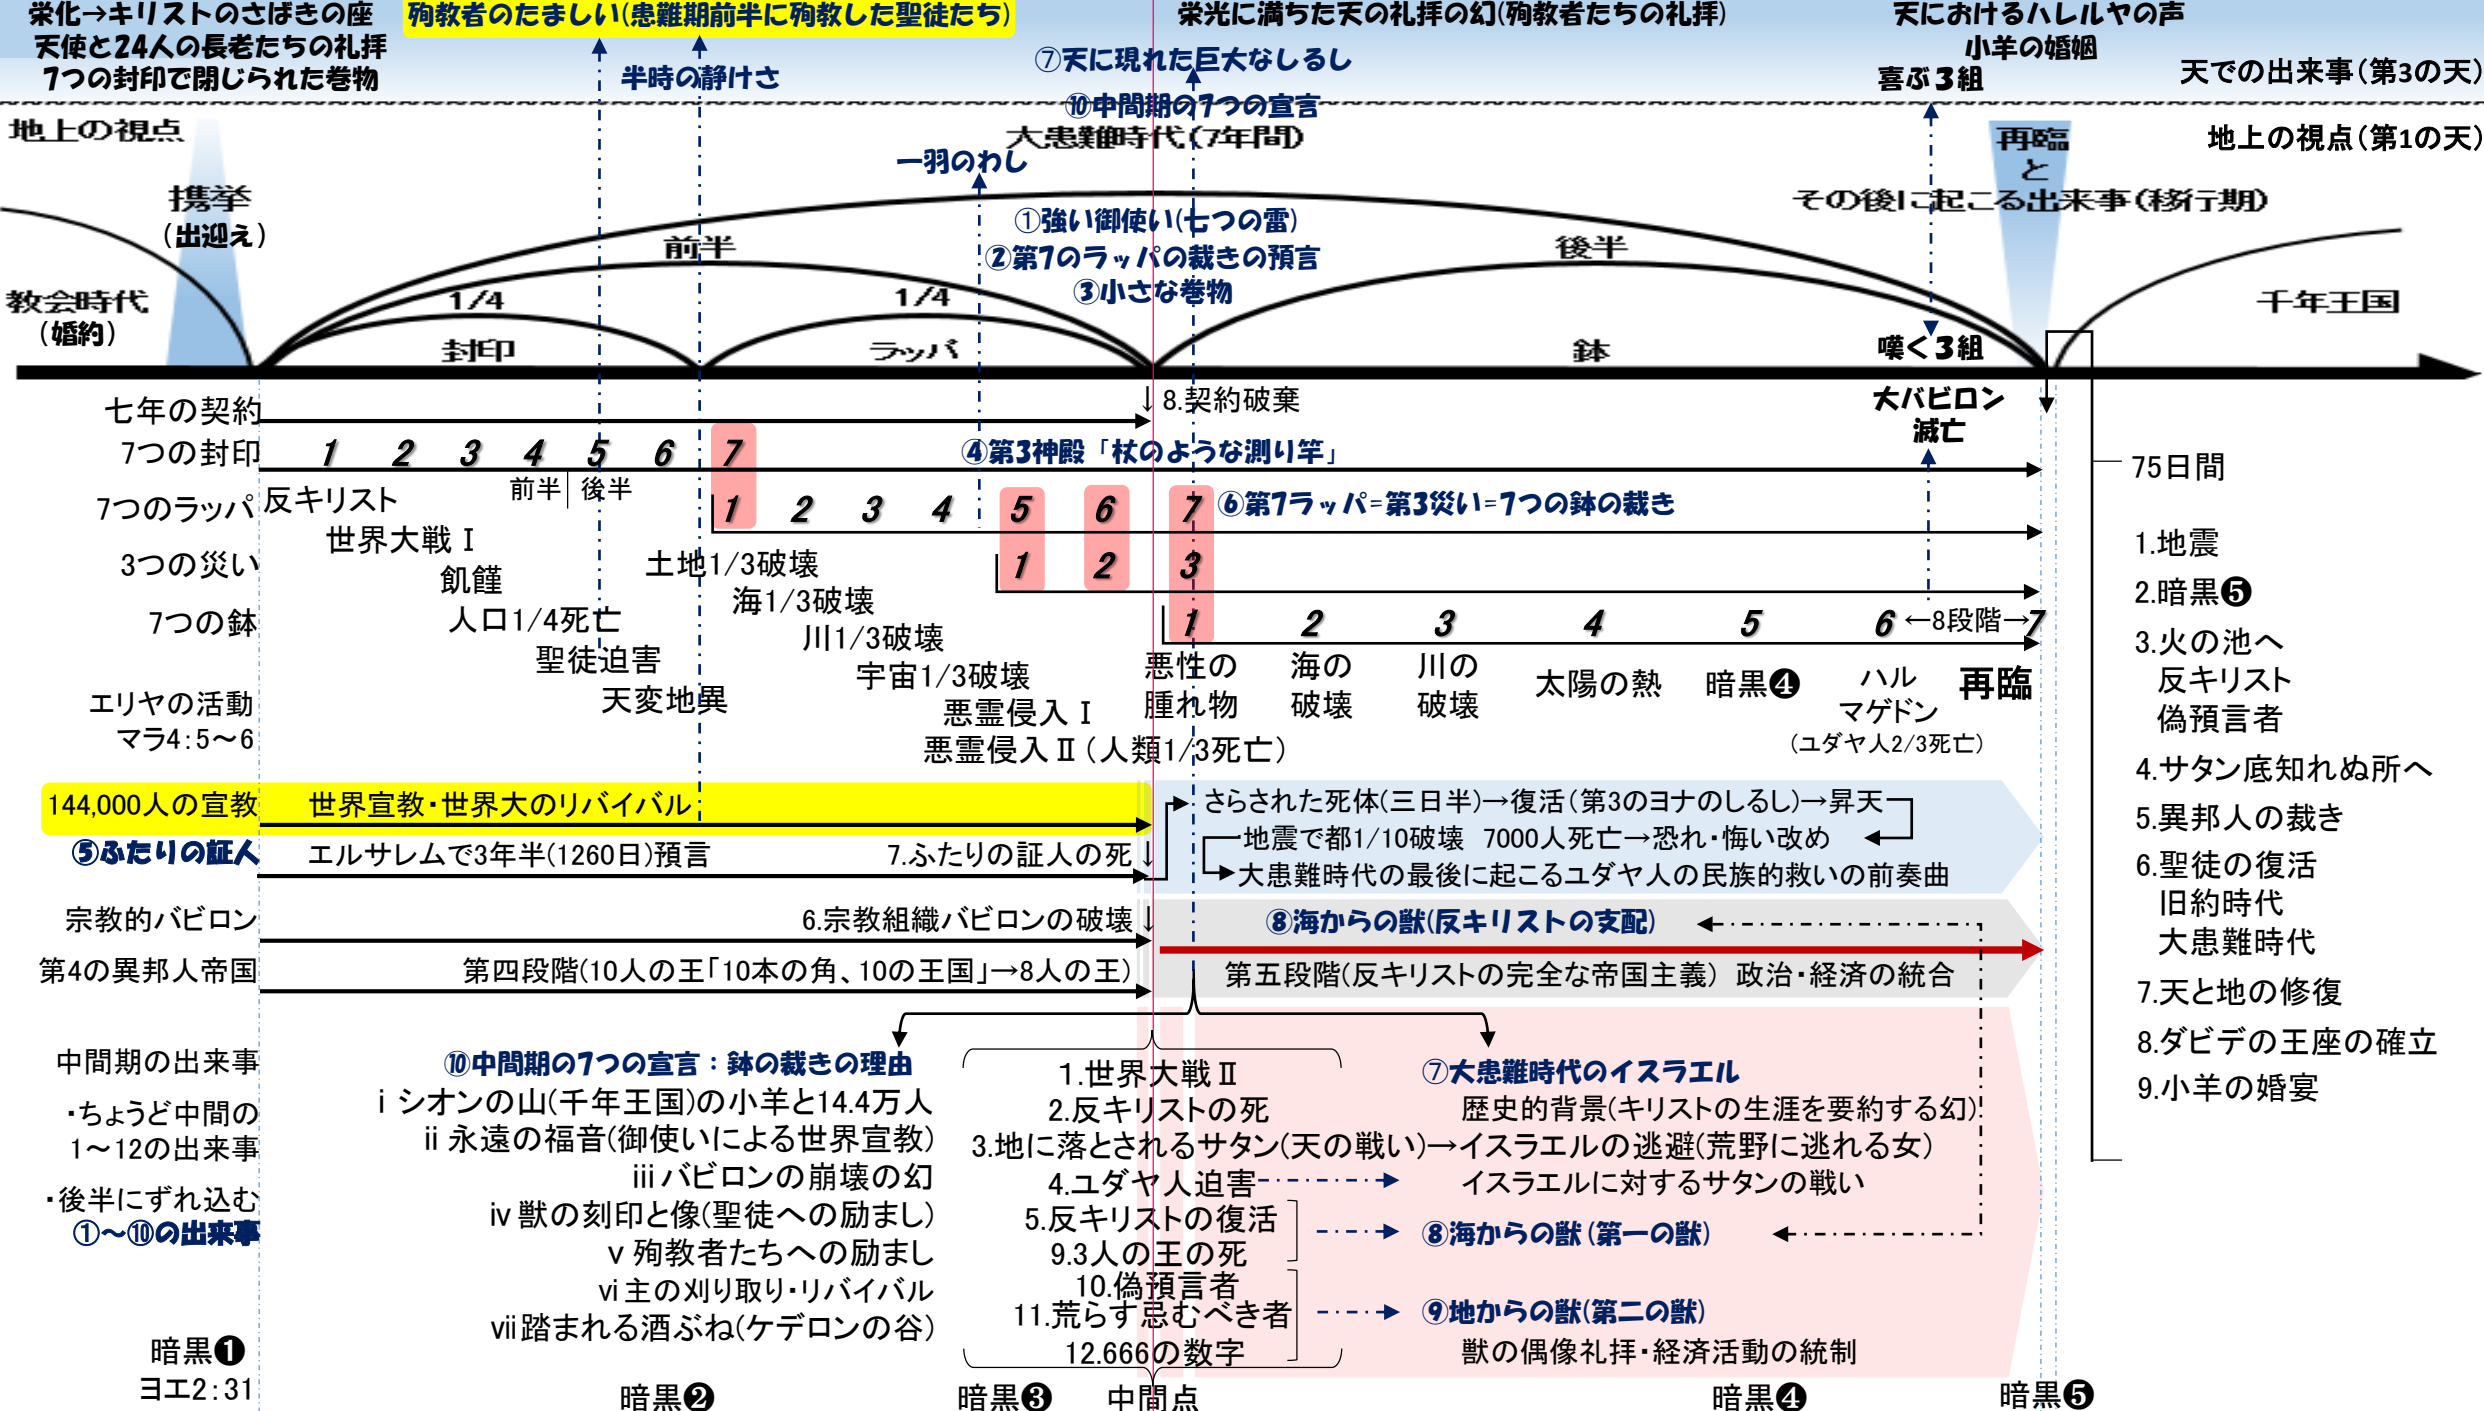 栄化→キリストのさばきの座
天使と24人の長老たちの礼拝
7つの封印で閉じられた巻物
殉教者のたましい(患難期前半に殉教した聖徒たち)
半時の静けさ
栄光に満ちた天の礼拝の幻(殉教者たちの礼拝)
⑦天に現れた巨大なしるし
⑩中間期の7つの宣言
天におけるハレルヤの声
小羊の婚姻
喜ぶ3組
天での出来事(第3の天)
地上の視点
大患難時代(7年間)
地上の視点(第1の天)
携挙
(出迎え)
一羽のわし
再臨
と
その後に起こる出来事(移行期)
①強い御使い(七つの雷)
②第7のラッパの裁きの預言
③小さな巻物
前半
後半
教会時代
(婚約)
1/4
1/4
千年王国
封印
ラッパ
鉢
嘆く3組
七年の契約
↓8.契約破棄
大バビロン
滅亡
7つの封印
1 2 3 4 5 6 7
④第3神殿「杖のような測り竿」
前半 後半
75日間
7つのラッパ
1 2 3 4 5 6 7
⑥第7ラッパ=第3災い=7つの鉢の裁き
反キリスト
世界大戦Ⅰ
飢饉
人口1/4死亡
聖徒迫害
天変地異
3つの災い
1 2 3
土地1/3破壊
海1/3破壊
川1/3破壊
宇宙1/3破壊
悪霊侵入Ⅰ
悪霊侵入Ⅱ(人類1/3死亡)
7つの鉢
1 2 3 4 5 6 ←8段階→7
悪性の
腫れ物
海の
破壊
川の
破壊
太陽の熱
暗黒❹
ハル
マゲドン
(ユダヤ人2/3死亡)
再臨
エリヤの活動
マラ4:5〜6
1.地震
2.暗黒❺
3.火の池へ
反キリスト
偽預言者
4.サタン底知れぬ所へ
5.異邦人の裁き
6.聖徒の復活
旧約時代
大患難時代
7.天と地の修復
8.ダビデの王座の確立
9.小羊の婚宴
144,000人の宣教
世界宣教・世界大のリバイバル
さらされた死体(三日半)→復活(第3のヨナのしるし)→昇天
地震で都1/10破壊 7000人死亡→恐れ・悔い改め
大患難時代の最後に起こるユダヤ人の民族的救いの前奏曲
⑤ふたりの証人
エルサレムで3年半(1260日)預言
7.ふたりの証人の死↓
宗教的バビロン
6.宗教組織バビロンの破壊↓
⑧海からの獣(反キリストの支配)
第4の異邦人帝国
第四段階(10人の王「10本の角、10の王国」→8人の王)
第五段階(反キリストの完全な帝国主義) 政治・経済の統合
中間期の出来事
・ちょうど中間の
1〜12の出来事
・後半にずれ込む
①〜⑩の出来事
⑩中間期の7つの宣言：鉢の裁きの理由
ⅰシオンの山(千年王国)の小羊と14.4万人
ⅱ永遠の福音(御使いによる世界宣教)
ⅲバビロンの崩壊の幻
ⅳ獣の刻印と像(聖徒への励まし)
ⅴ殉教者たちへの励まし
ⅵ主の刈り取り・リバイバル
ⅶ踏まれる酒ぶね(ケデロンの谷)
1.世界大戦Ⅱ
2.反キリストの死
3.地に落とされるサタン(天の戦い)→イスラエルの逃避(荒野に逃れる女)
4.ユダヤ人迫害
5.反キリストの復活
9.3人の王の死
10.偽預言者
11.荒らす忌むべき者
12.666の数字
⑦大患難時代のイスラエル
歴史的背景(キリストの生涯を要約する幻)
イスラエルに対するサタンの戦い
⑧海からの獣(第一の獣)
⑨地からの獣(第二の獣)
獣の偶像礼拝・経済活動の統制
暗黒❶
ヨエ2:31
暗黒❷
暗黒❸
中間点
暗黒❹
暗黒❺